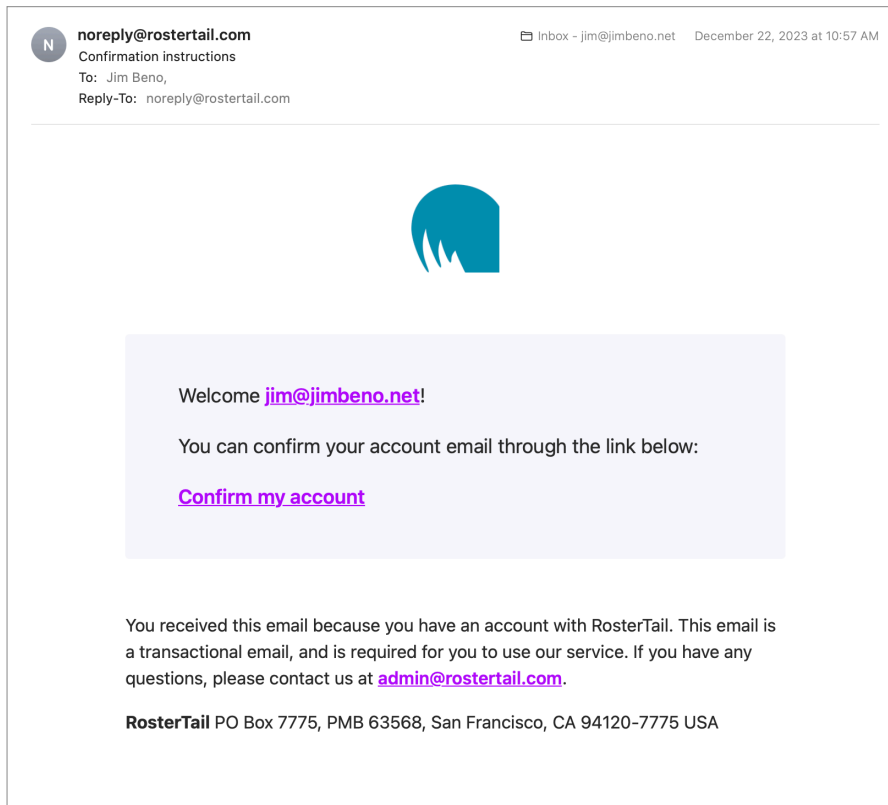 N
noreply@rostertail.com
Inbox - jim@jimbeno.net December 22, 2023 at 10:57 AM
Confirmation instructions
To: Jim Beno,
Reply-To: noreply@rostertail.com
Welcome jim@jimbeno.net!
You can confirm your account email through the link below:
Confirm my account
You received this email because you have an account with RosterTail. This email is
a transactional email, and is required for you to use our service. If you have any
questions, please contact us at admin@rostertail.com.
RosterTail PO Box 7775, PMB 63568, San Francisco, CA 94120-7775 USA